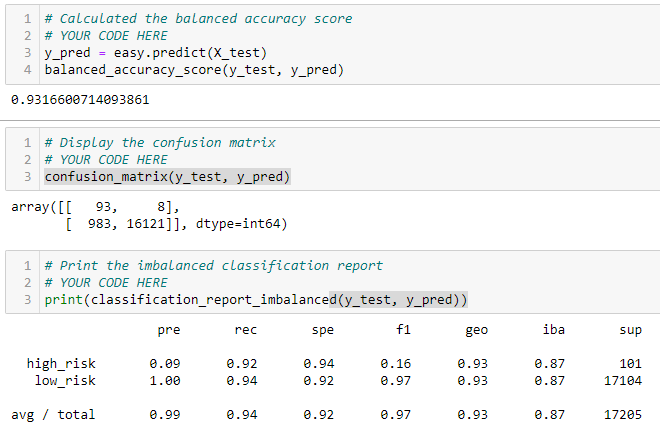 1 # Calculated the balanced accuracy score
2 # YOUR CODE HERE
3 y_pred = easy.predict(X_test)
4 balanced_accuracy_score(y_test, y_pred)
0.9316600714093861
1 # Display the confusion matrix
2 # YOUR CODE HERE
3 confusion_matrix(y_test, y_pred)
array([[   93,     8],
       [  983, 16121]], dtype=int64)
1 # Print the imbalanced classification report
2 # YOUR CODE HERE
3 print(classification_report_imbalanced(y_test, y_pred))
pre rec spe f1 geo iba sup
high_risk 0.09 0.92 0.94 0.16 0.93 0.87 101
low_risk 1.00 0.94 0.92 0.97 0.93 0.87 17104
avg / total 0.99 0.94 0.92 0.97 0.93 0.87 17205